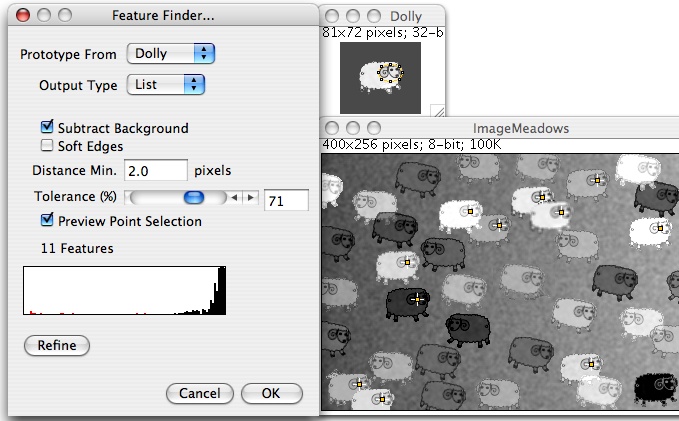 Feature Finder...
Prototype From Dolly
Output Type List
Subtract Background
Soft Edges
Distance Min. 2.0 pixels
Tolerance (%) 71
Preview Point Selection
11 Features
Refine
Cancel OK
Dolly
81x72 pixels; 32-b
ImageMeadows
400x256 pixels; 8-bit; 100K